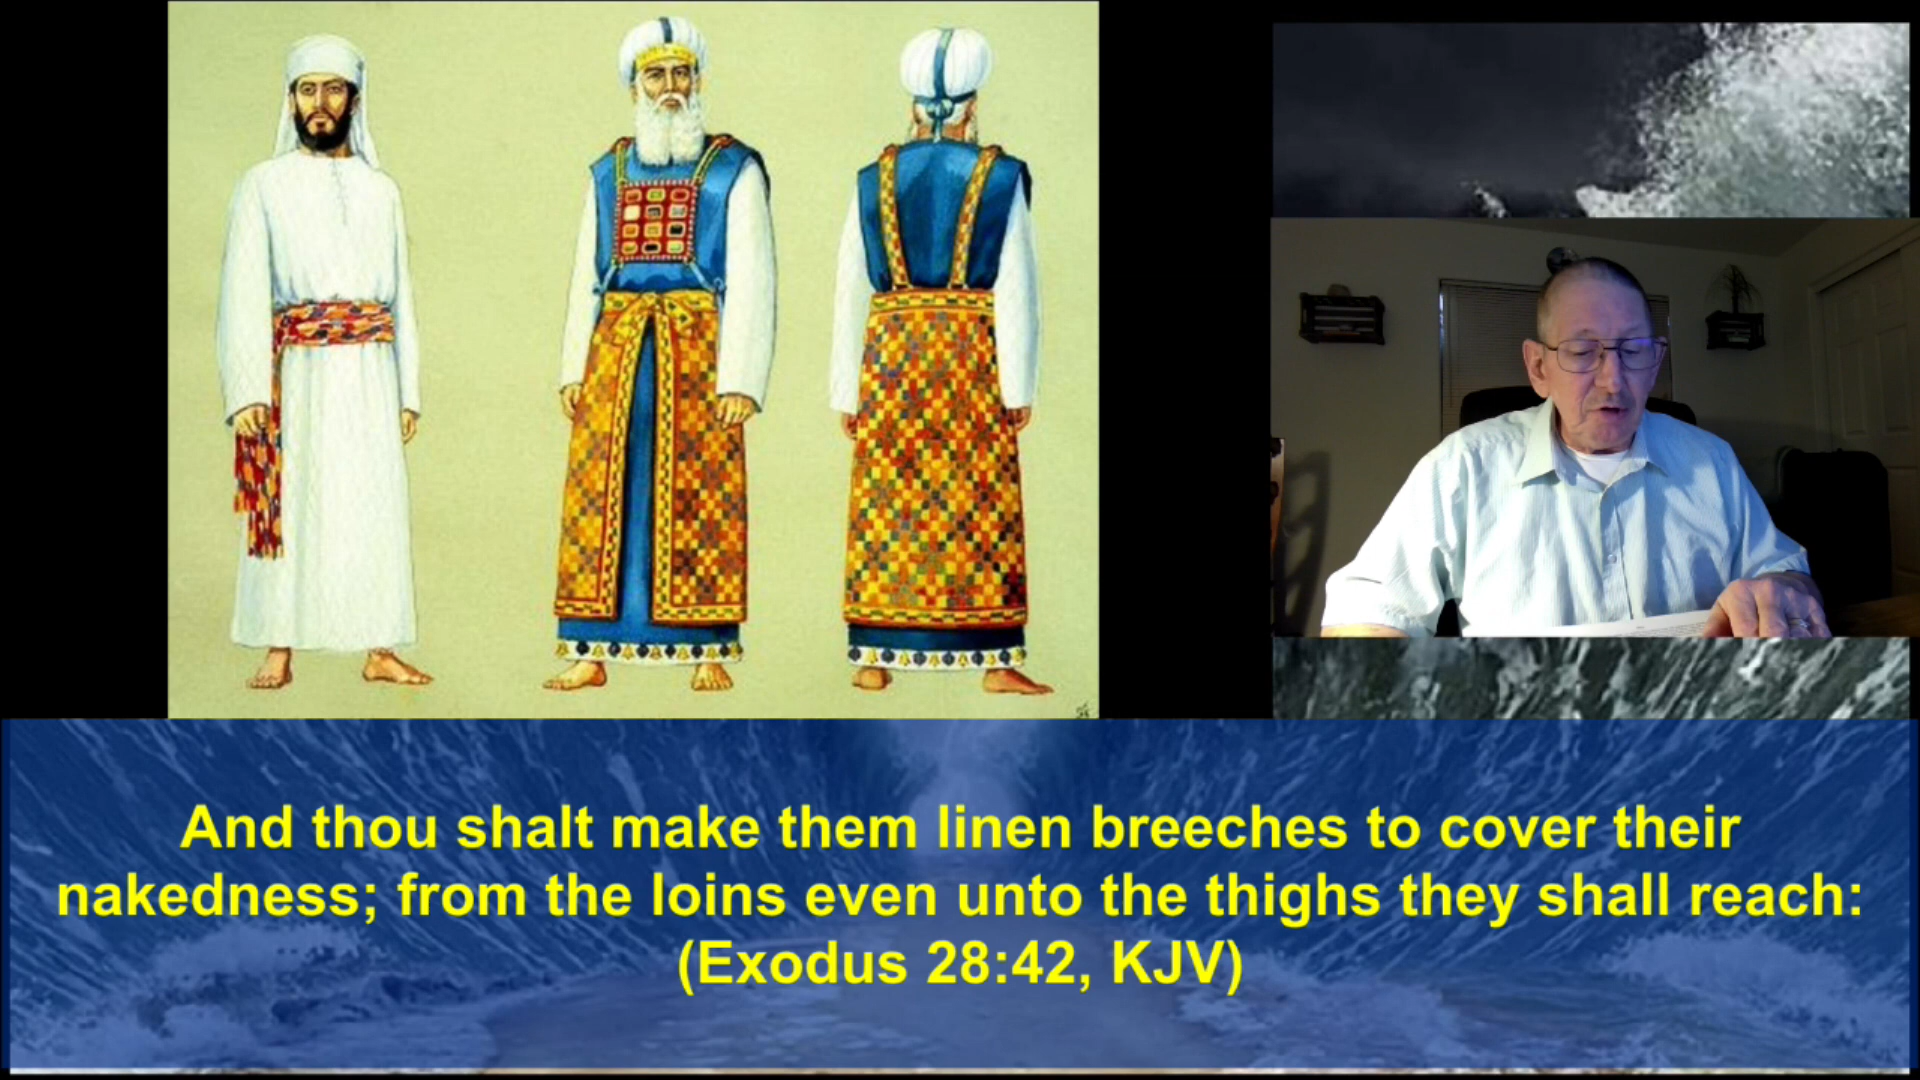 And thou shalt make them linen breeches to cover their
nakedness; from the loins even unto the thighs they shall reach:
(Exodus 28:42, KJV)